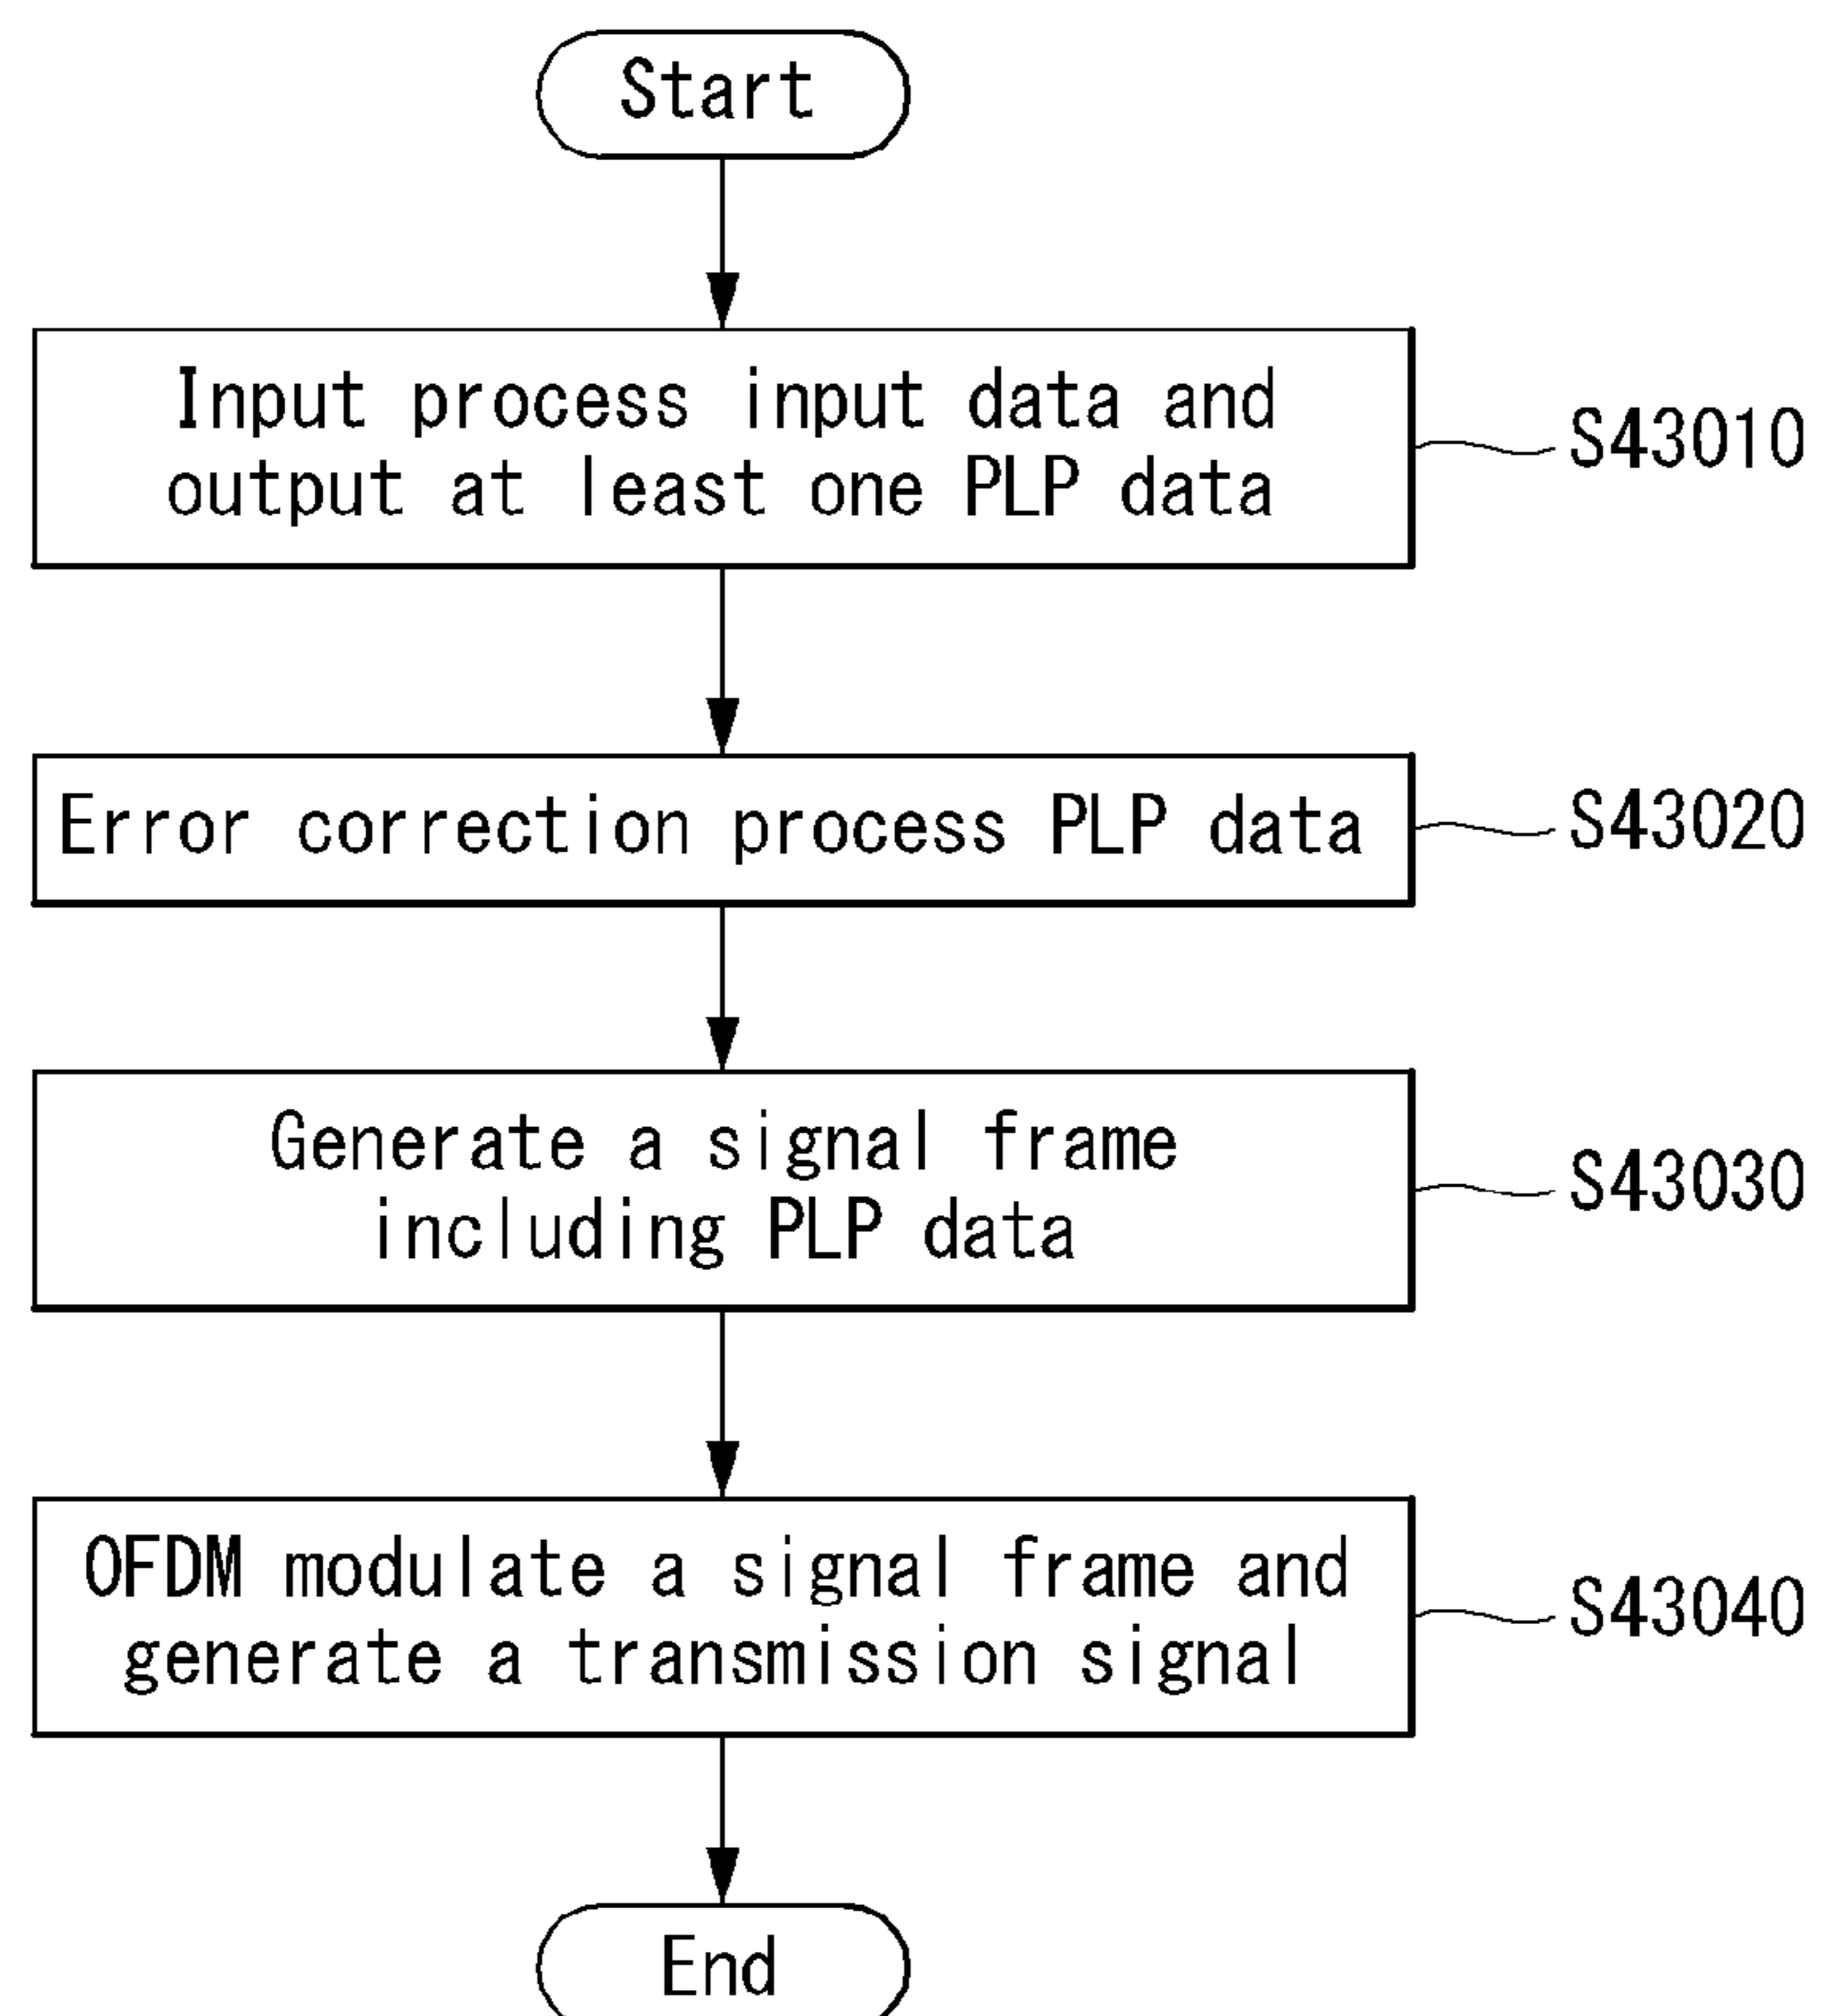 Start
Input process input data and
output at least one PLP data
S43010
Error correction process PLP data
S43020
Generate a signal frame
including PLP data
S43030
OFDM modulate a signal frame and
generate a transmission signal
S43040
End